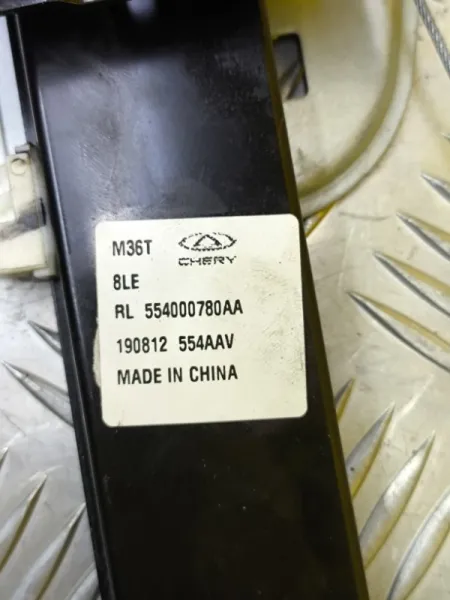 M36T CHERY
8LE
RL 554000780AA
190812 554AAV
MADE IN CHINA